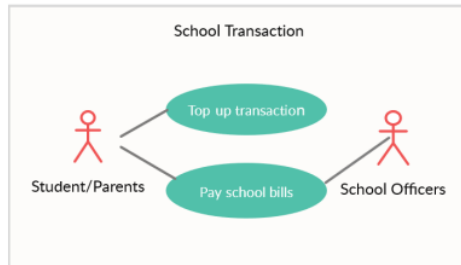 School Transaction
Top up transaction
Student/Parents
Pay school bills
School Officers